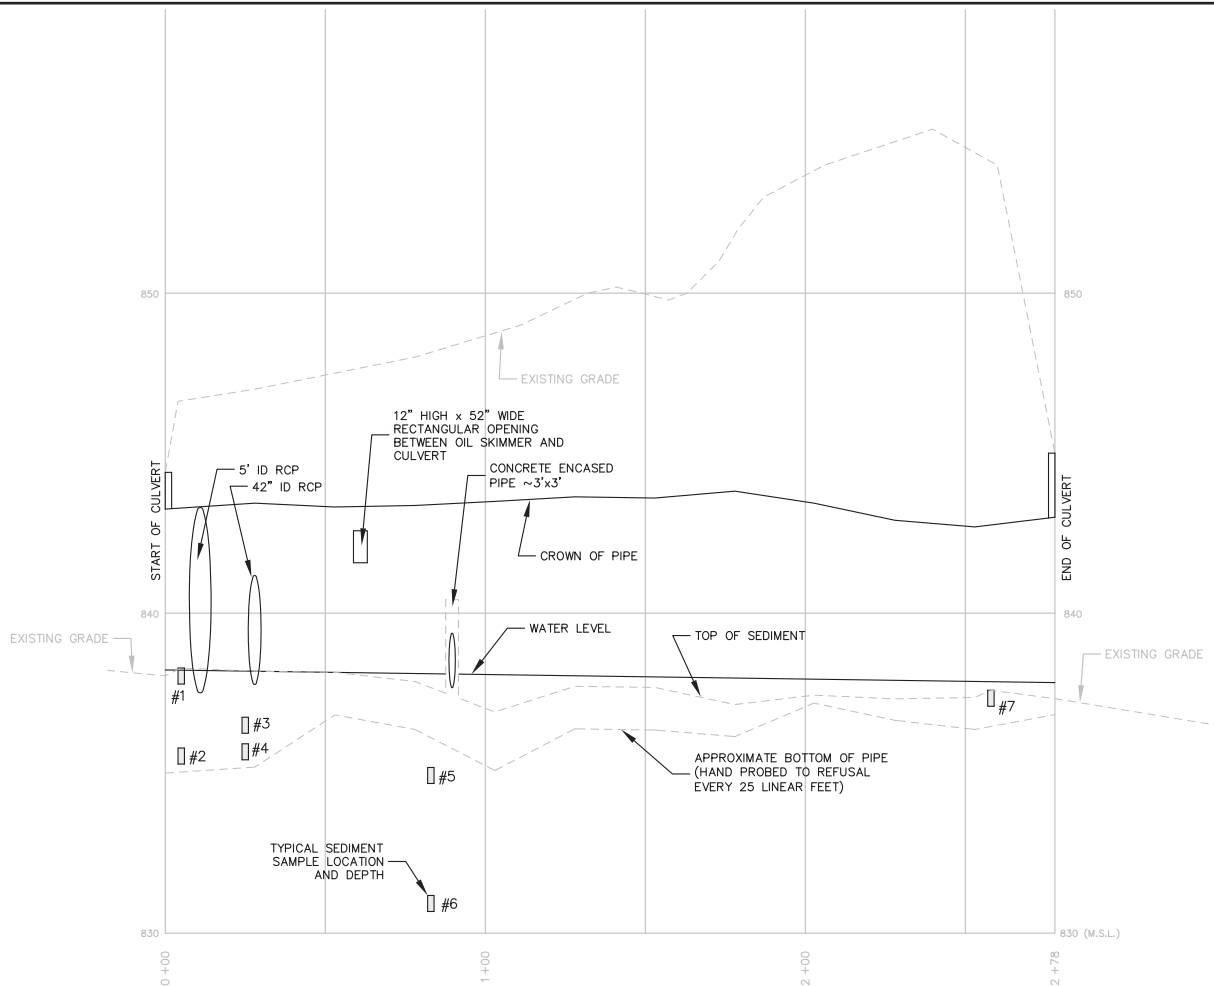 850
850
EXISTING GRADE
12" HIGH x 52" WIDE
RECTANGULAR OPENING
BETWEEN OIL SKIMMER AND
CULVERT
5' ID RCP
42" ID RCP
CONCRETE ENCASED
PIPE ~3'x3'
START OF CULVERT
END OF CULVERT
CROWN OF PIPE
840
840
EXISTING GRADE
WATER LEVEL
TOP OF SEDIMENT
EXISTING GRADE
#1
#3
#7
#2
#4
#5
APPROXIMATE BOTTOM OF PIPE
(HAND PROBED TO REFUSAL
EVERY 25 LINEAR FEET)
TYPICAL SEDIMENT
SAMPLE LOCATION
AND DEPTH
#6
830
830 (M.S.L.)
0+00
1+00
2+00
2+78